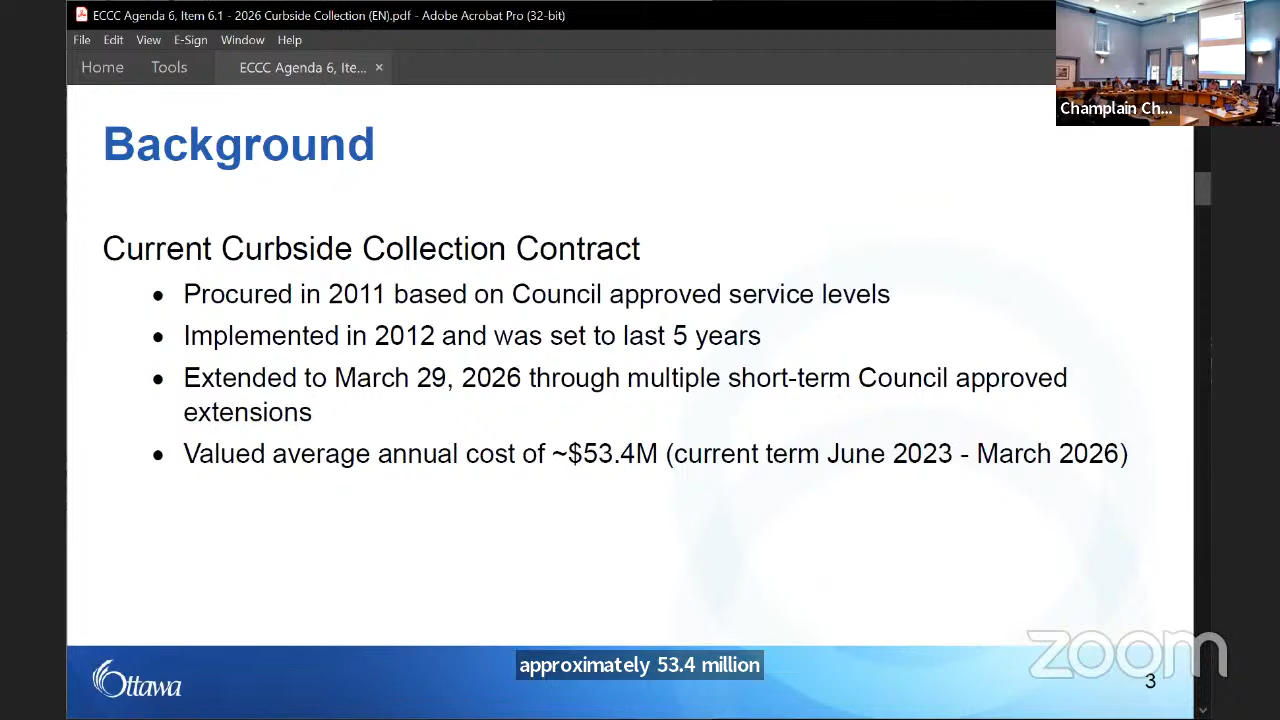 ECCC Agenda 6, Item 6.1 - 2026 Curbside Collection (EN).pdf - Adobe Acrobat Pro (32-bit)
File Edit View E-Sign Window Help
Home Tools ECCC Agenda 6, Ite... ×
Champlain Ch...
Background
Current Curbside Collection Contract
• Procured in 2011 based on Council approved service levels
• Implemented in 2012 and was set to last 5 years
• Extended to March 29, 2026 through multiple short-term Council approved
extensions
• Valued average annual cost of ~$53.4M (current term June 2023 - March 2026)
zoom
approximately 53.4 million
Ottawa
3